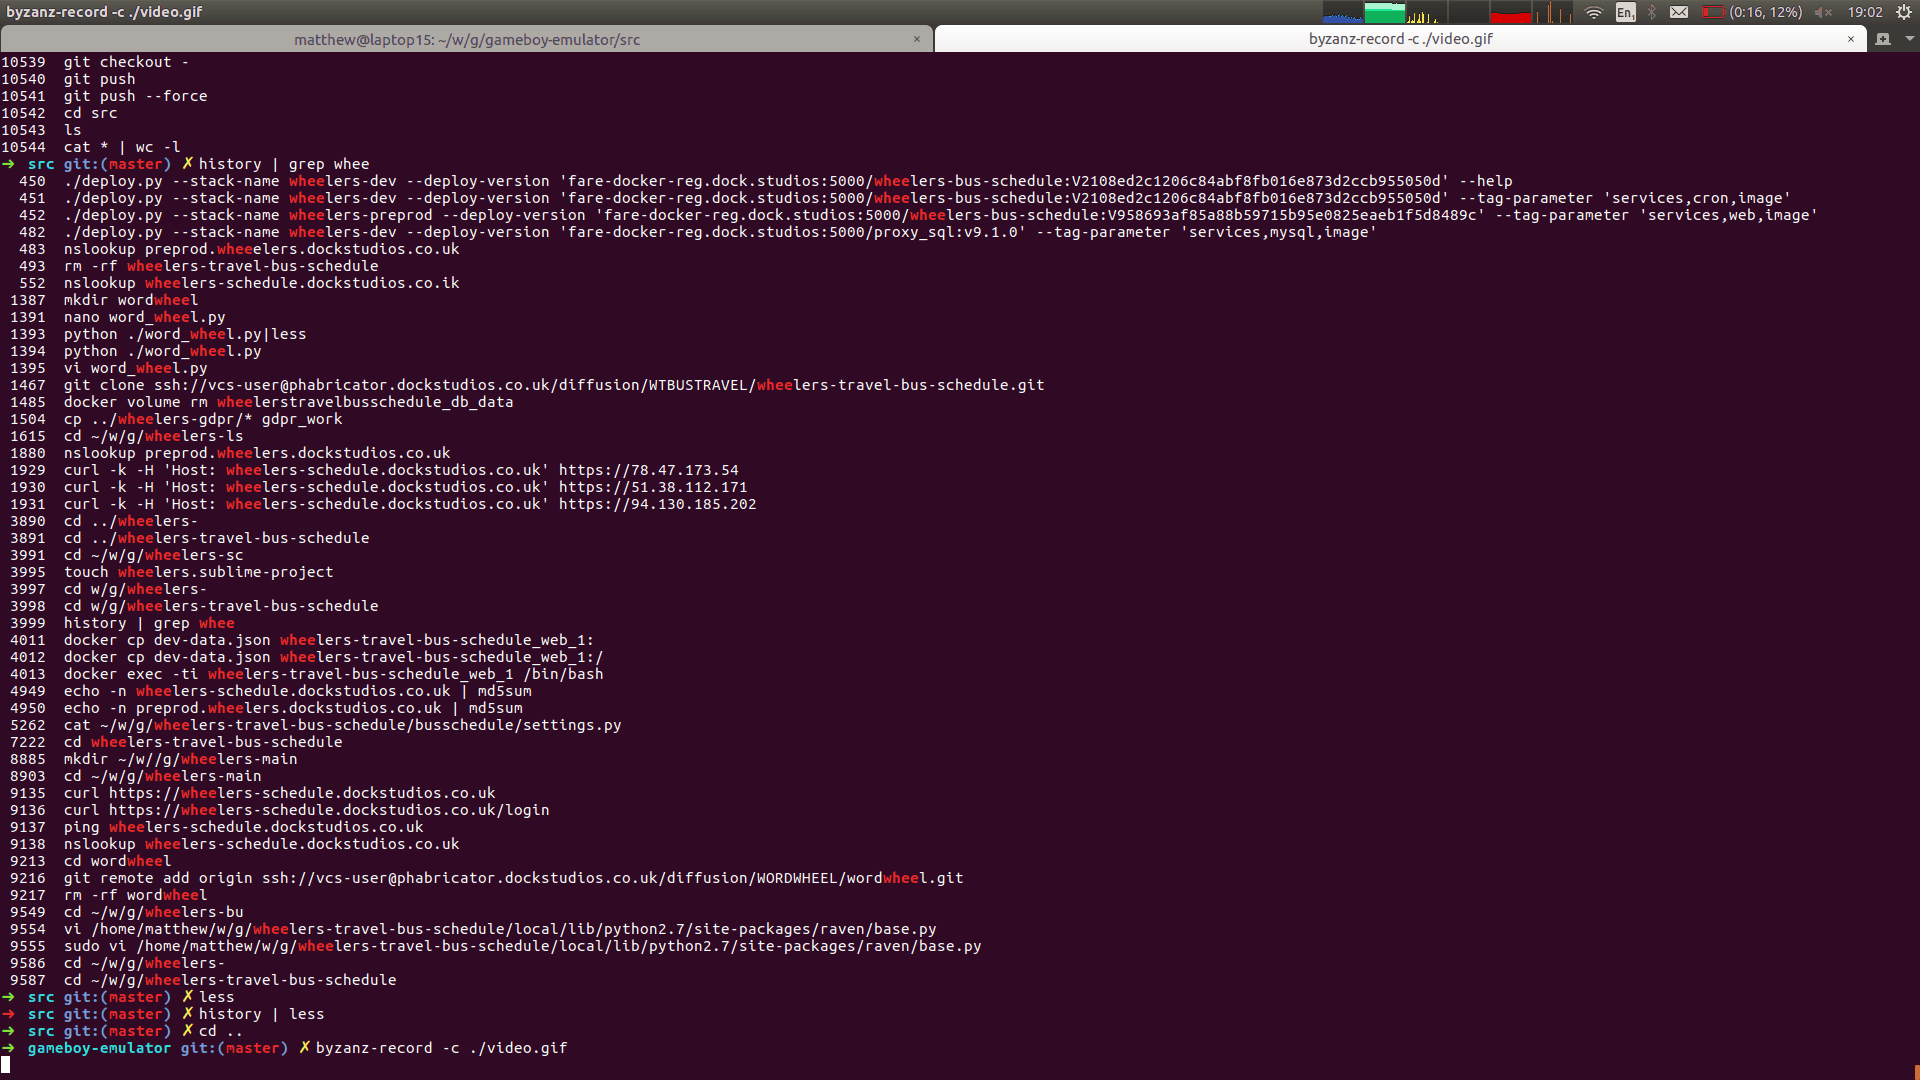 byzanz-record -c ./video.gif
En1 (0:16, 12%) 19:02
matthew@laptop15: ~/w/g/gameboy-emulator/src × byzanz-record -c ./video.gif ×
10539  git checkout -
10540  git push
10541  git push --force
10542  cd src
10543  ls
10544  cat * | wc -l
➜  src git:(master) ✗ history | grep whee
  450  ./deploy.py --stack-name wheelers-dev --deploy-version 'fare-docker-reg.dock.studios:5000/wheelers-bus-schedule:V2108ed2c1206c84abf8fb016e873d2ccb955050d' --help
  451  ./deploy.py --stack-name wheelers-dev --deploy-version 'fare-docker-reg.dock.studios:5000/wheelers-bus-schedule:V2108ed2c1206c84abf8fb016e873d2ccb955050d' --tag-parameter 'services,cron,image'
  452  ./deploy.py --stack-name wheelers-preprod --deploy-version 'fare-docker-reg.dock.studios:5000/wheelers-bus-schedule:V958693af85a88b59715b95e0825eaeb1f5d8489c' --tag-parameter 'services,web,image'
  482  ./deploy.py --stack-name wheelers-dev --deploy-version 'fare-docker-reg.dock.studios:5000/proxy_sql:v9.1.0' --tag-parameter 'services,mysql,image'
  483  nslookup preprod.wheeelers.dockstudios.co.uk
  493  rm -rf wheelers-travel-bus-schedule
  552  nslookup wheelers-schedule.dockstudios.co.ik
 1387  mkdir wordwheel
 1391  nano word_wheel.py
 1393  python ./word_wheel.py|less
 1394  python ./word_wheel.py
 1395  vi word_wheel.py
 1467  git clone ssh://vcs-user@phabricator.dockstudios.co.uk/diffusion/WTBUSTRAVEL/wheelers-travel-bus-schedule.git
 1485  docker volume rm wheelerstravelbusschedule_db_data
 1504  cp ../wheelers-gdpr/* gdpr_work
 1615  cd ~/w/g/wheelers-ls
 1880  nslookup preprod.wheelers.dockstudios.co.uk
 1929  curl -k -H 'Host: wheelers-schedule.dockstudios.co.uk' https://78.47.173.54
 1930  curl -k -H 'Host: wheelers-schedule.dockstudios.co.uk' https://51.38.112.171
 1931  curl -k -H 'Host: wheelers-schedule.dockstudios.co.uk' https://94.130.185.202
 3890  cd ../wheelers-
 3891  cd ../wheelers-travel-bus-schedule
 3991  cd ~/w/g/wheelers-sc
 3995  touch wheelers.sublime-project
 3997  cd w/g/wheelers-
 3998  cd w/g/wheelers-travel-bus-schedule
 3999  history | grep whee
 4011  docker cp dev-data.json wheelers-travel-bus-schedule_web_1:
 4012  docker cp dev-data.json wheelers-travel-bus-schedule_web_1:/
 4013  docker exec -ti wheelers-travel-bus-schedule_web_1 /bin/bash
 4949  echo -n wheelers-schedule.dockstudios.co.uk | md5sum
 4950  echo -n preprod.wheelers.dockstudios.co.uk | md5sum
 5262  cat ~/w/g/wheelers-travel-bus-schedule/busschedule/settings.py
 7222  cd wheelers-travel-bus-schedule
 8885  mkdir ~/w//g/wheelers-main
 8903  cd ~/w/g/wheelers-main
 9135  curl https://wheelers-schedule.dockstudios.co.uk
 9136  curl https://wheelers-schedule.dockstudios.co.uk/login
 9137  ping wheelers-schedule.dockstudios.co.uk
 9138  nslookup wheelers-schedule.dockstudios.co.uk
 9213  cd wordwheel
 9216  git remote add origin ssh://vcs-user@phabricator.dockstudios.co.uk/diffusion/WORDWHEEL/wordwheel.git
 9217  rm -rf wordwheel
 9549  cd ~/w/g/wheelers-bu
 9554  vi /home/matthew/w/g/wheelers-travel-bus-schedule/local/lib/python2.7/site-packages/raven/base.py
 9555  sudo vi /home/matthew/w/g/wheelers-travel-bus-schedule/local/lib/python2.7/site-packages/raven/base.py
 9586  cd ~/w/g/wheelers-
 9587  cd ~/w/g/wheelers-travel-bus-schedule
➜  src git:(master) ✗ less
➜  src git:(master) ✗ history | less
➜  src git:(master) ✗ cd ..
➜  gameboy-emulator git:(master) ✗ byzanz-record -c ./video.gif